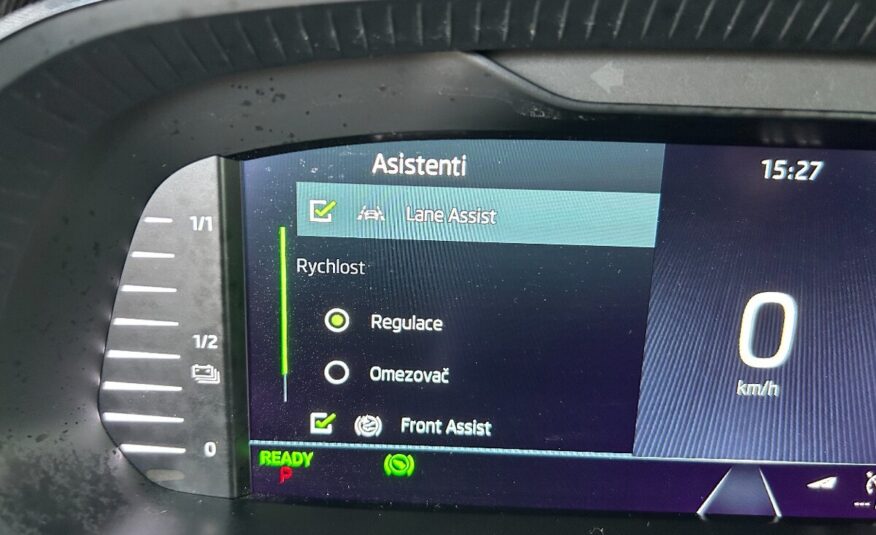 Asistenti
15:27
Lane Assist
1/1
Rychlost
Regulace
0
km/h
1/2
Omezovač
Front Assist
0
READY
P
---